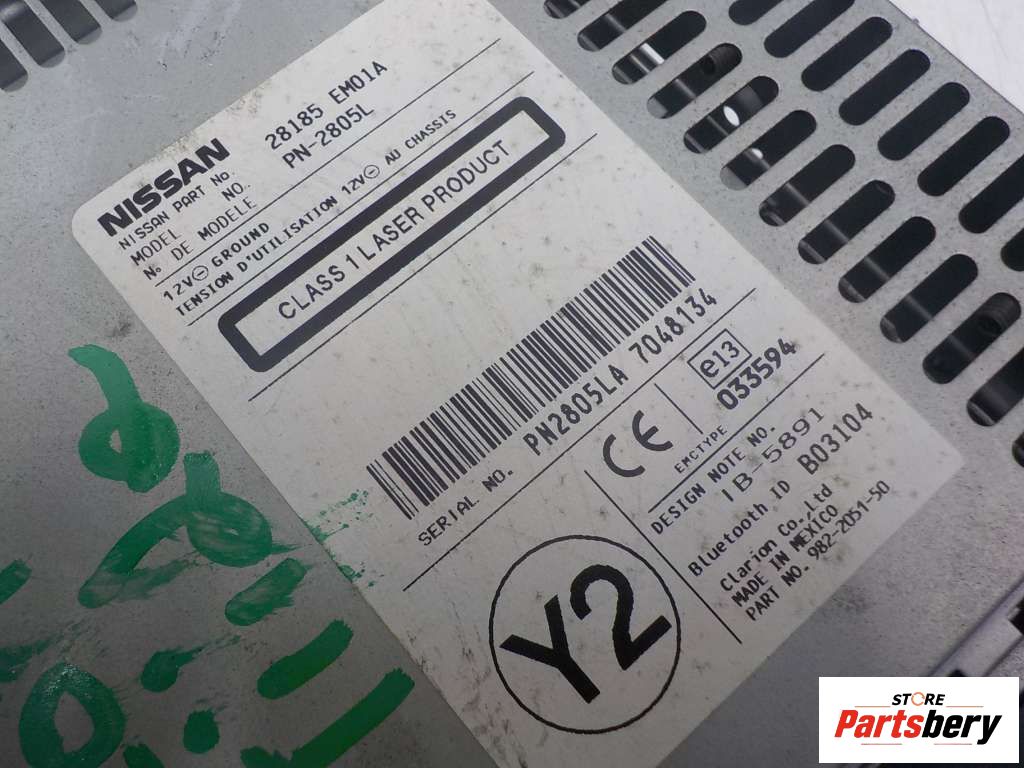 NISSAN
NISSAN PART No. 28185 EM01A
MODEL NO. PN-2805L
No. DE MODELE
12V⊖ GROUND
TENSION D'UTILISATION 12V⊖ AU CHASSIS
CLASS 1 LASER PRODUCT
SERIAL NO. PN2805LA 7048134
CE
EMCTYPE
e13
033594
DESIGN NOTE NO.
IB-5891
Bluetooth ID B03104
Clarion Co.,Ltd
MADE IN MEXICO
PART NO. 982-2051-50
Y2
STORE
Partsbery